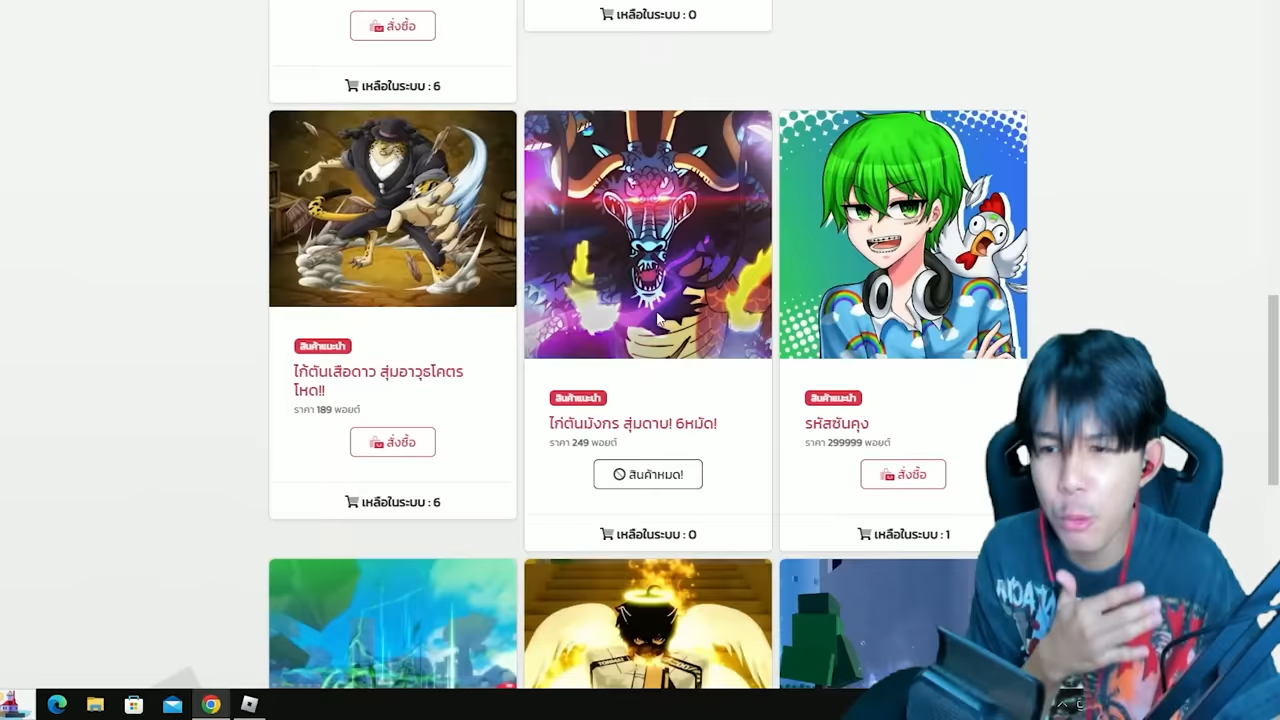 สั่งซื้อ
เหลือในระบบ : 0
เหลือในระบบ : 6
สินค้าแนะนำ
ไก้ตันเสือดาว สุ่มอาวุธโคตร
โหด!!
ราคา 189 พอยต์
สั่งซื้อ
เหลือในระบบ : 6
สินค้าแนะนำ
ไก่ตันมังกร สุ่มดาบ! 6หมัด!
ราคา 249 พอยต์
สินค้าหมด!
เหลือในระบบ : 0
สินค้าแนะนำ
รหัสซันคุง
ราคา 299999 พอยต์
สั่งซื้อ
เหลือในระบบ : 1